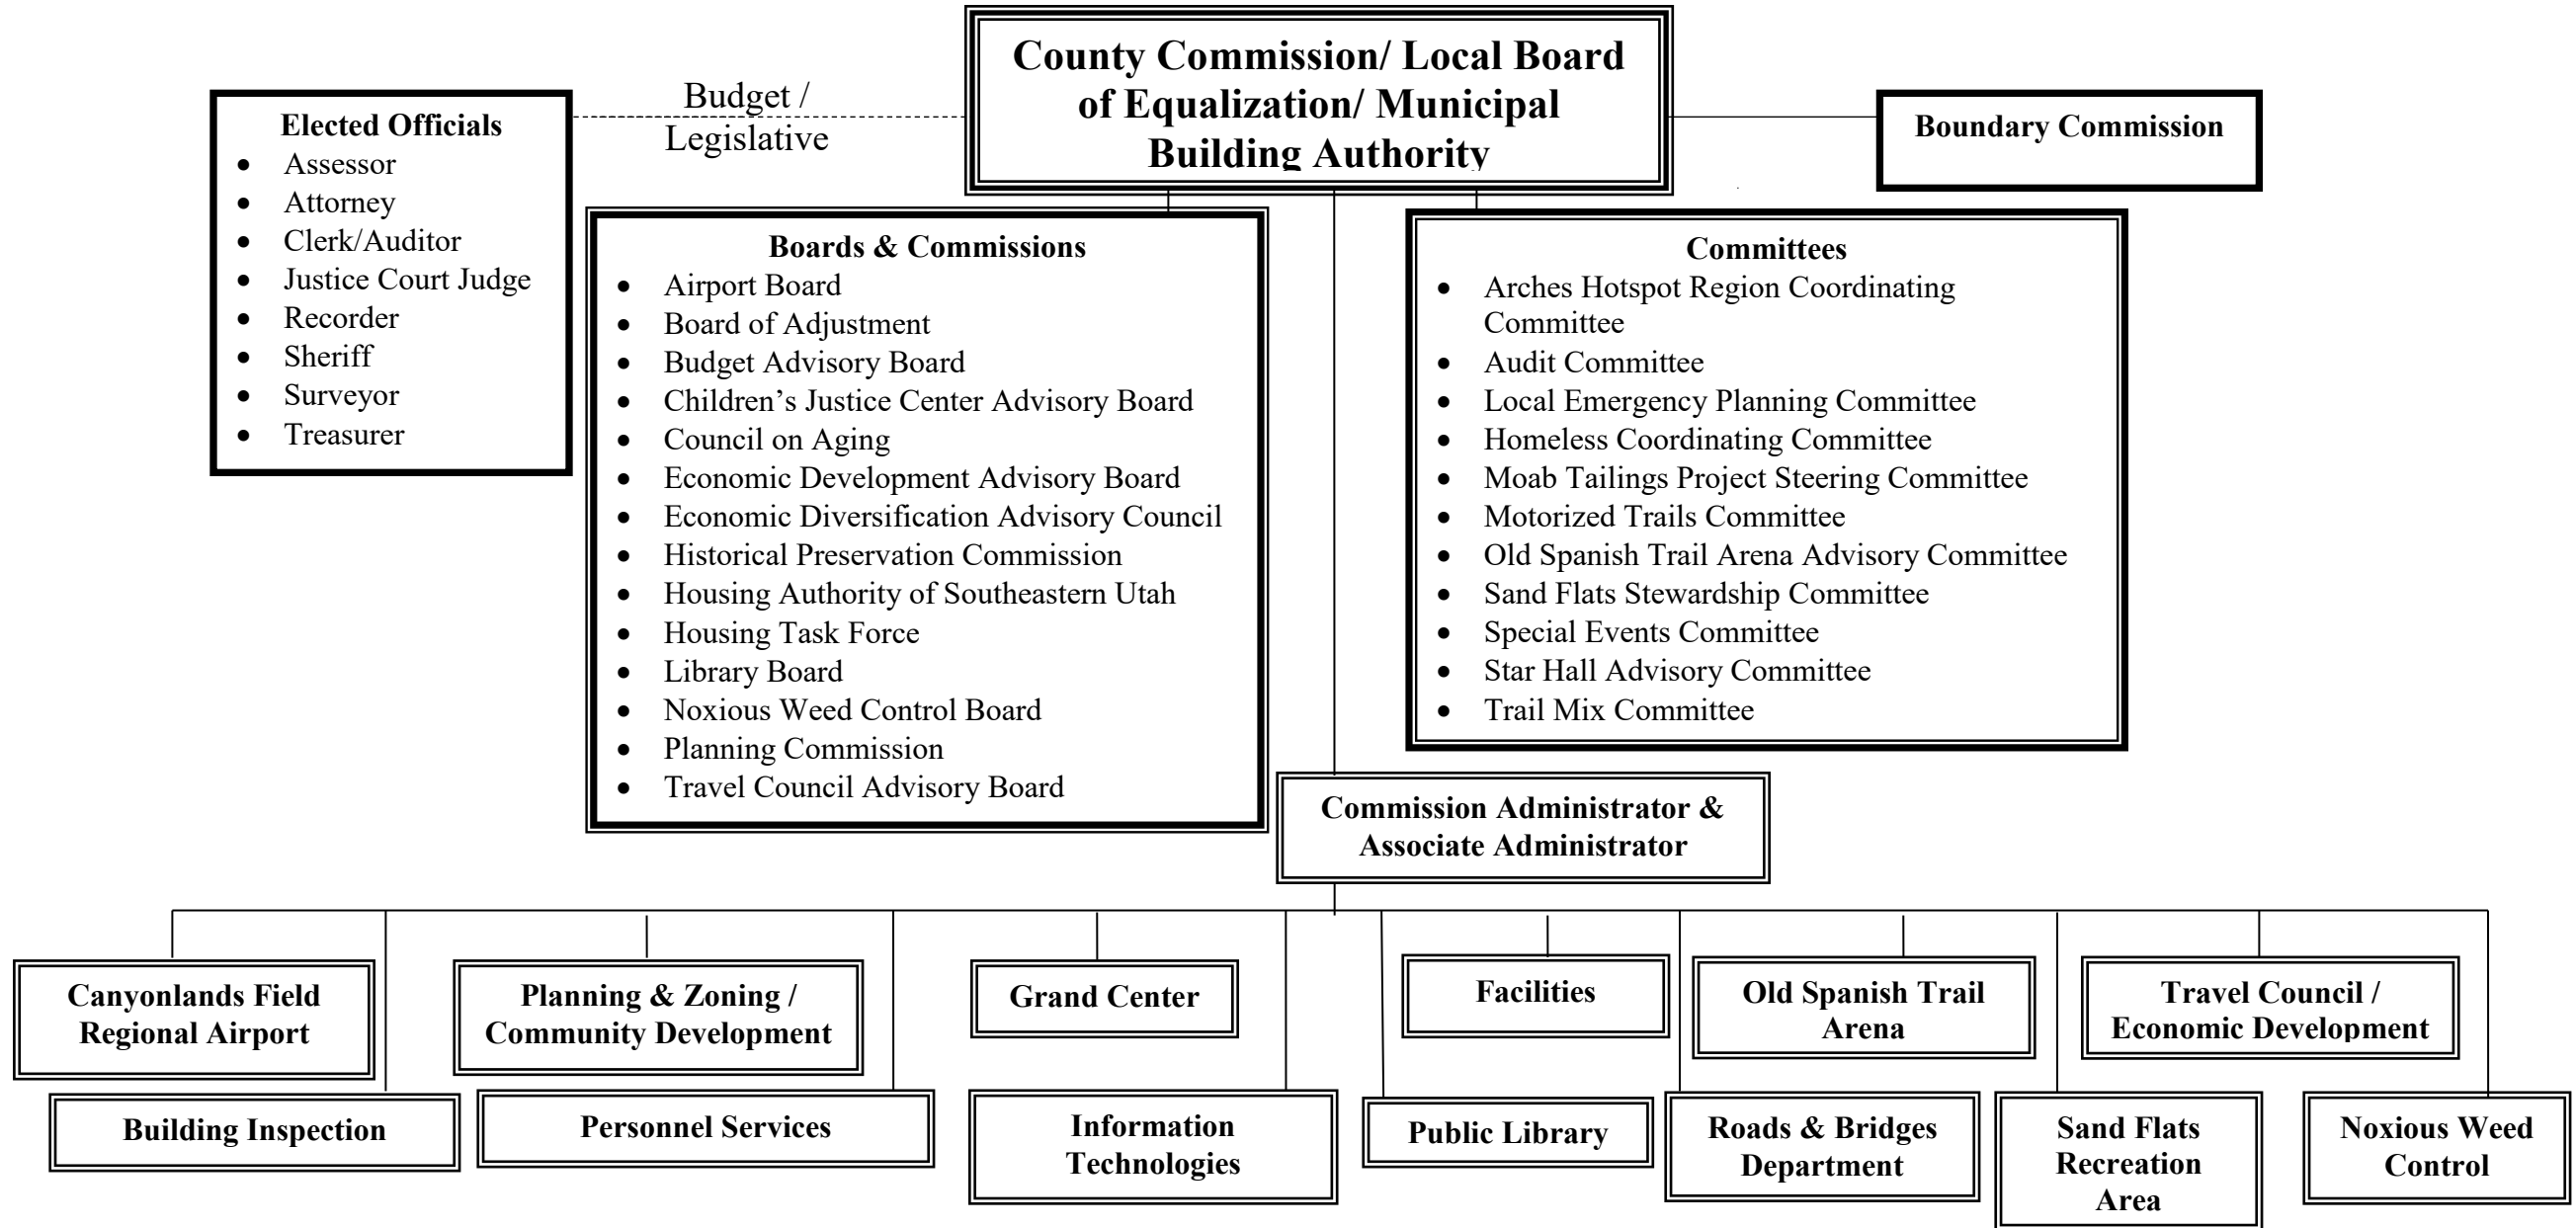 County Commission/ Local Board
of Equalization/ Municipal
Building Authority
Budget /
Legislative
Elected Officials
• Assessor
• Attorney
• Clerk/Auditor
• Justice Court Judge
• Recorder
• Sheriff
• Surveyor
• Treasurer
Boundary Commission
Boards & Commissions
• Airport Board
• Board of Adjustment
• Budget Advisory Board
• Children’s Justice Center Advisory Board
• Council on Aging
• Economic Development Advisory Board
• Economic Diversification Advisory Council
• Historical Preservation Commission
• Housing Authority of Southeastern Utah
• Housing Task Force
• Library Board
• Noxious Weed Control Board
• Planning Commission
• Travel Council Advisory Board
Committees
• Arches Hotspot Region Coordinating
Committee
• Audit Committee
• Local Emergency Planning Committee
• Homeless Coordinating Committee
• Moab Tailings Project Steering Committee
• Motorized Trails Committee
• Old Spanish Trail Arena Advisory Committee
• Sand Flats Stewardship Committee
• Special Events Committee
• Star Hall Advisory Committee
• Trail Mix Committee
Commission Administrator &
Associate Administrator
Canyonlands Field
Regional Airport
Planning & Zoning /
Community Development
Grand Center
Facilities
Old Spanish Trail
Arena
Travel Council /
Economic Development
Building Inspection
Personnel Services
Information
Technologies
Public Library
Roads & Bridges
Department
Sand Flats
Recreation
Area
Noxious Weed
Control